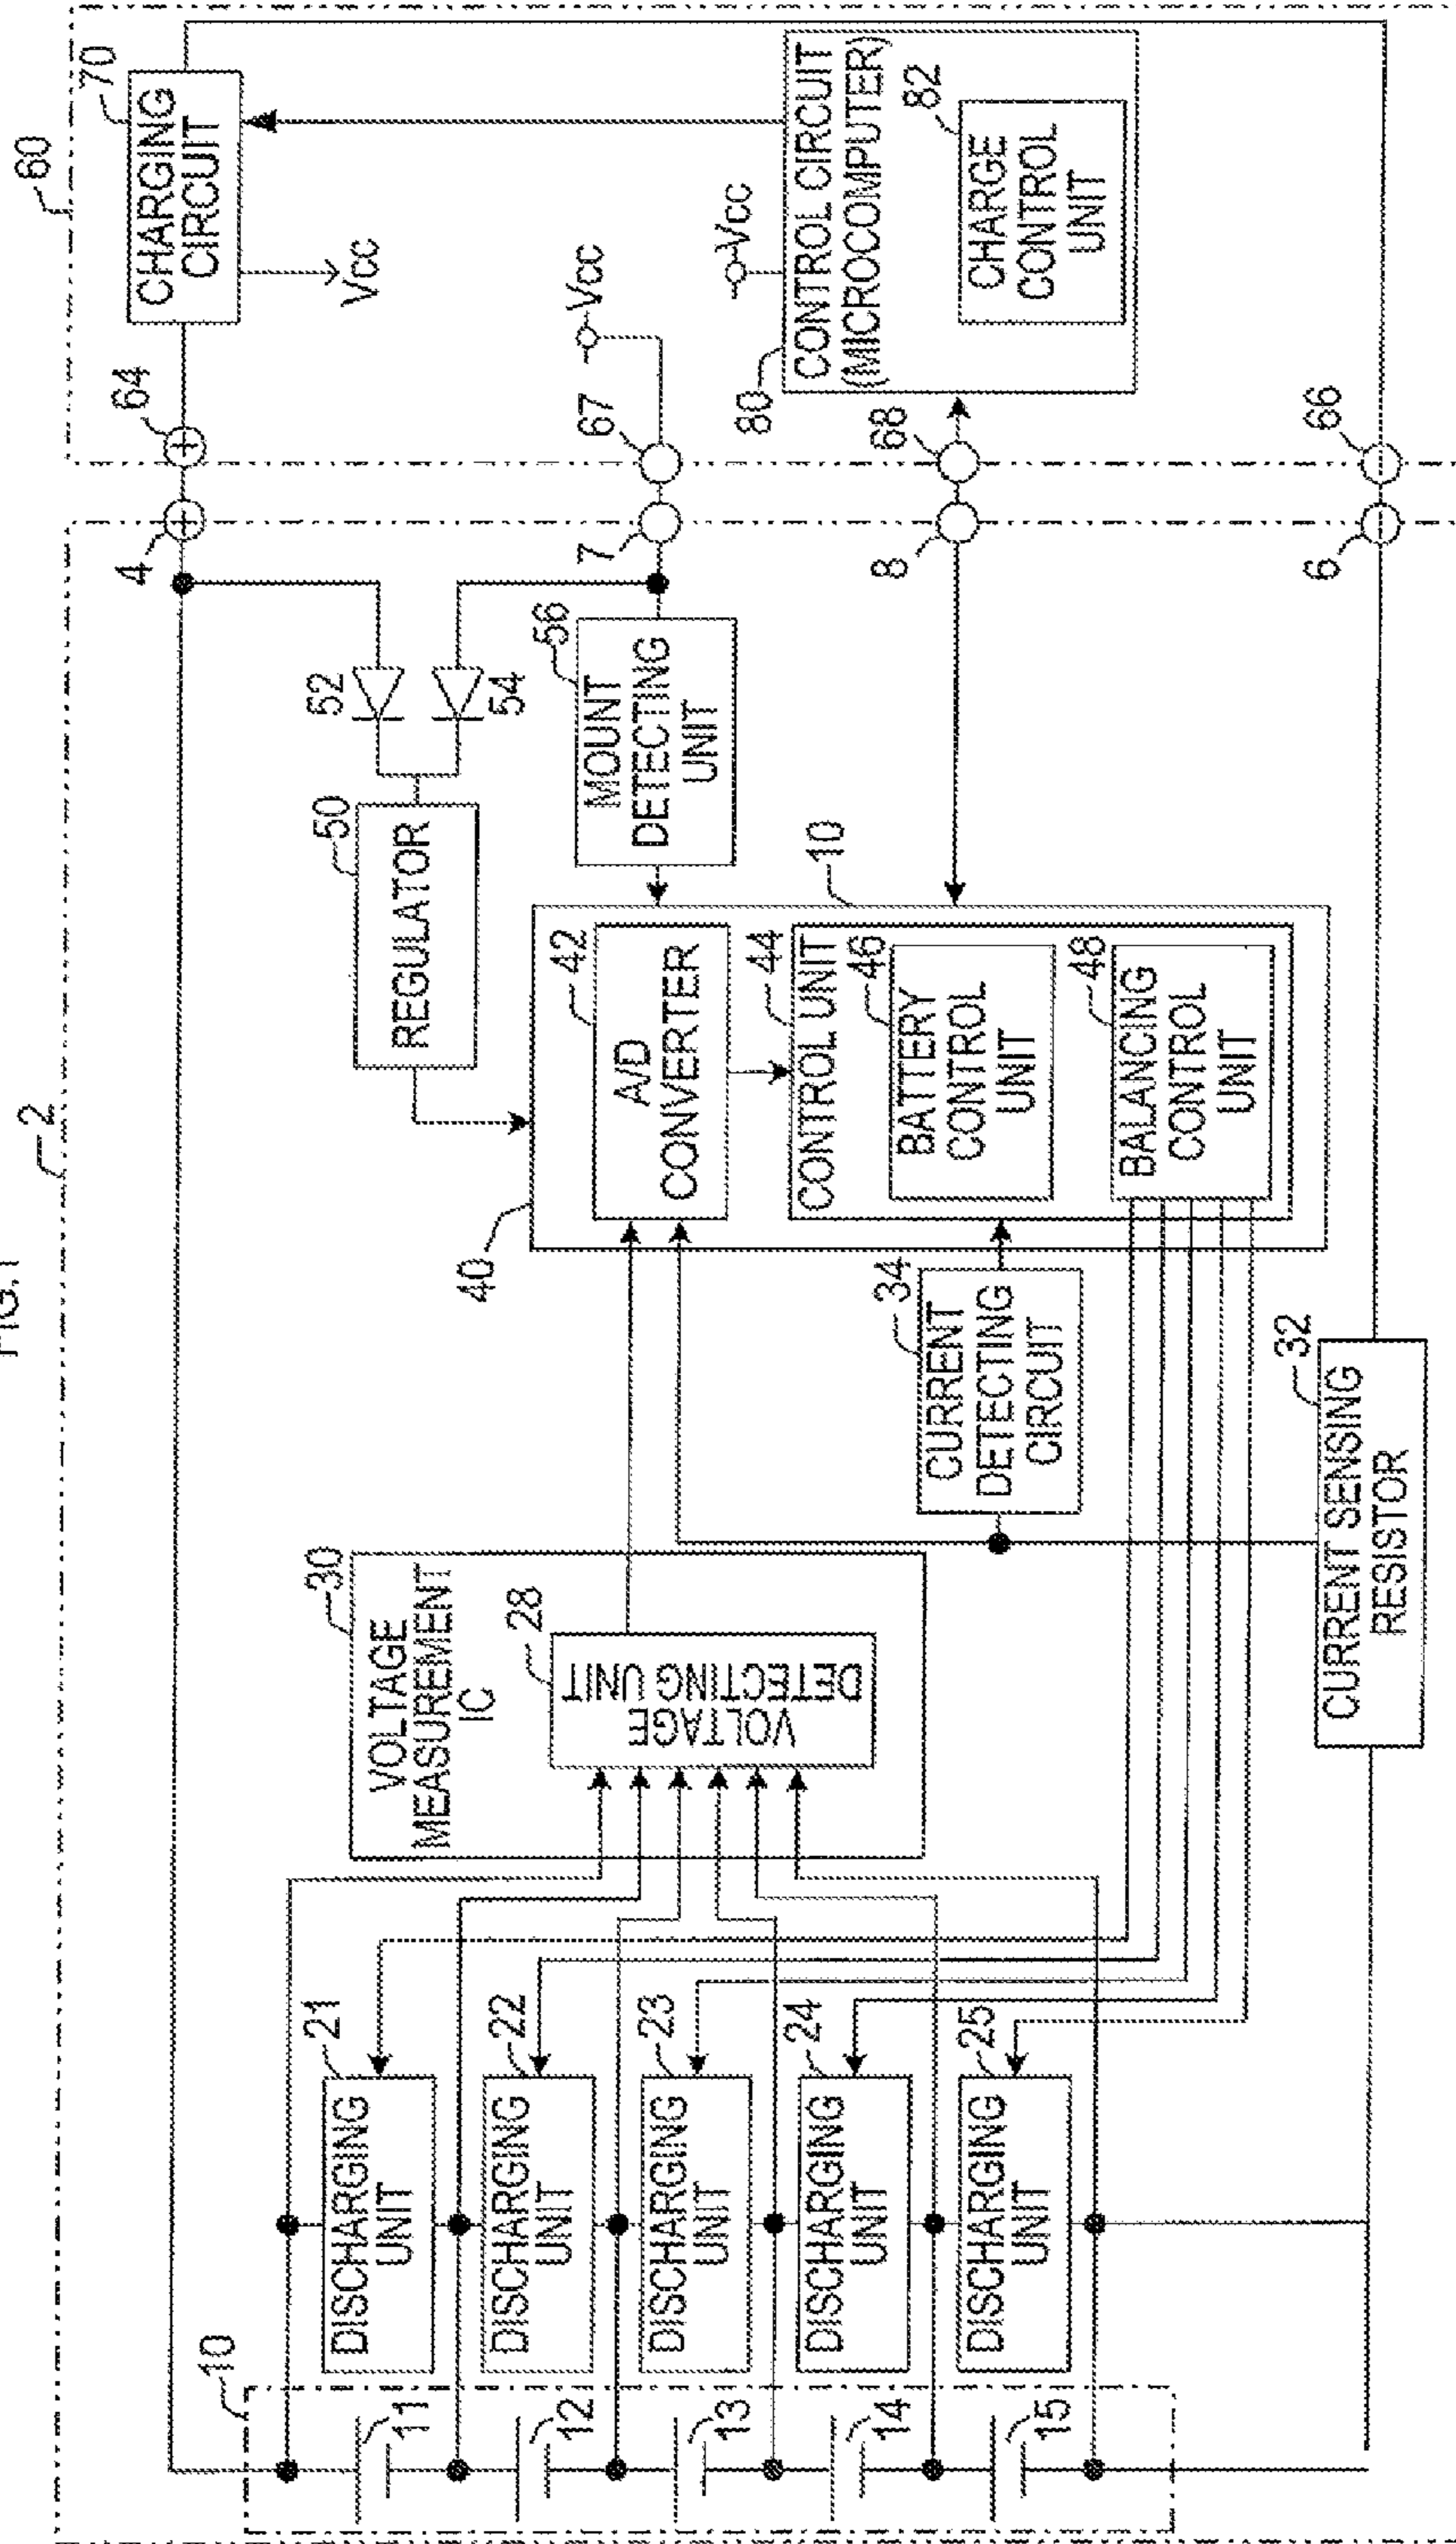 FIG.1
2
60
10
11
12
13
14
15
21
DISCHARGING
UNIT
22
DISCHARGING
UNIT
23
DISCHARGING
UNIT
24
DISCHARGING
UNIT
25
DISCHARGING
UNIT
30
VOLTAGE
MEASUREMENT
IC
28
VOLTAGE
DETECTING UNIT
34
CURRENT
DETECTING
CIRCUIT
32
CURRENT SENSING
RESISTOR
50
REGULATOR
52
54
56
MOUNT
DETECTING
UNIT
40
10
42
A/D
CONVERTER
44
CONTROL UNIT
46
BATTERY
CONTROL
UNIT
48
BALANCING
CONTROL
UNIT
4
+
7
8
6
64
+
67
68
66
70
CHARGING
CIRCUIT
Vcc
Vcc
Vcc
80
CONTROL CIRCUIT
(MICROCOMPUTER)
82
CHARGE
CONTROL
UNIT